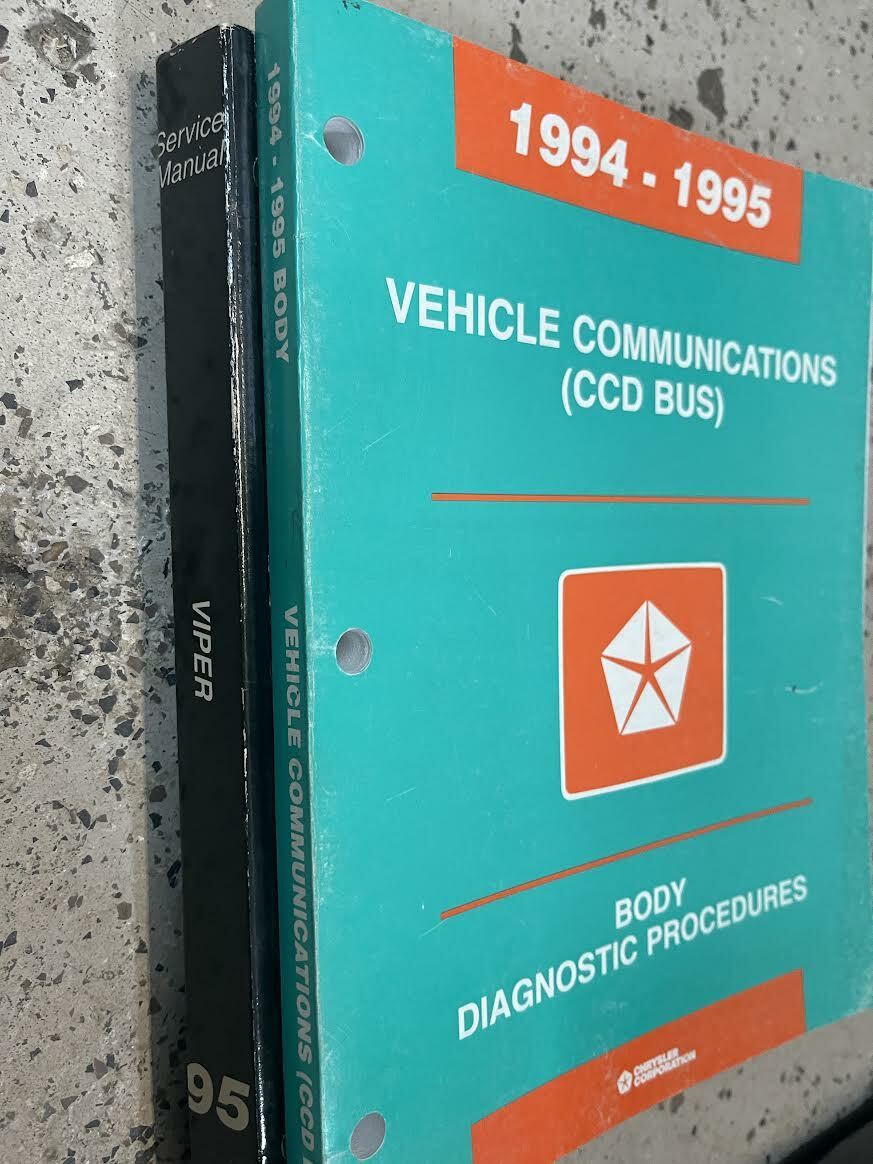 Service
Manual
VIPER
95
1994 - 1995 BODY
VEHICLE COMMUNICATIONS (CCD
1994 - 1995
VEHICLE COMMUNICATIONS
(CCD BUS)
BODY
DIAGNOSTIC PROCEDURES
CHRYSLER
CORPORATION